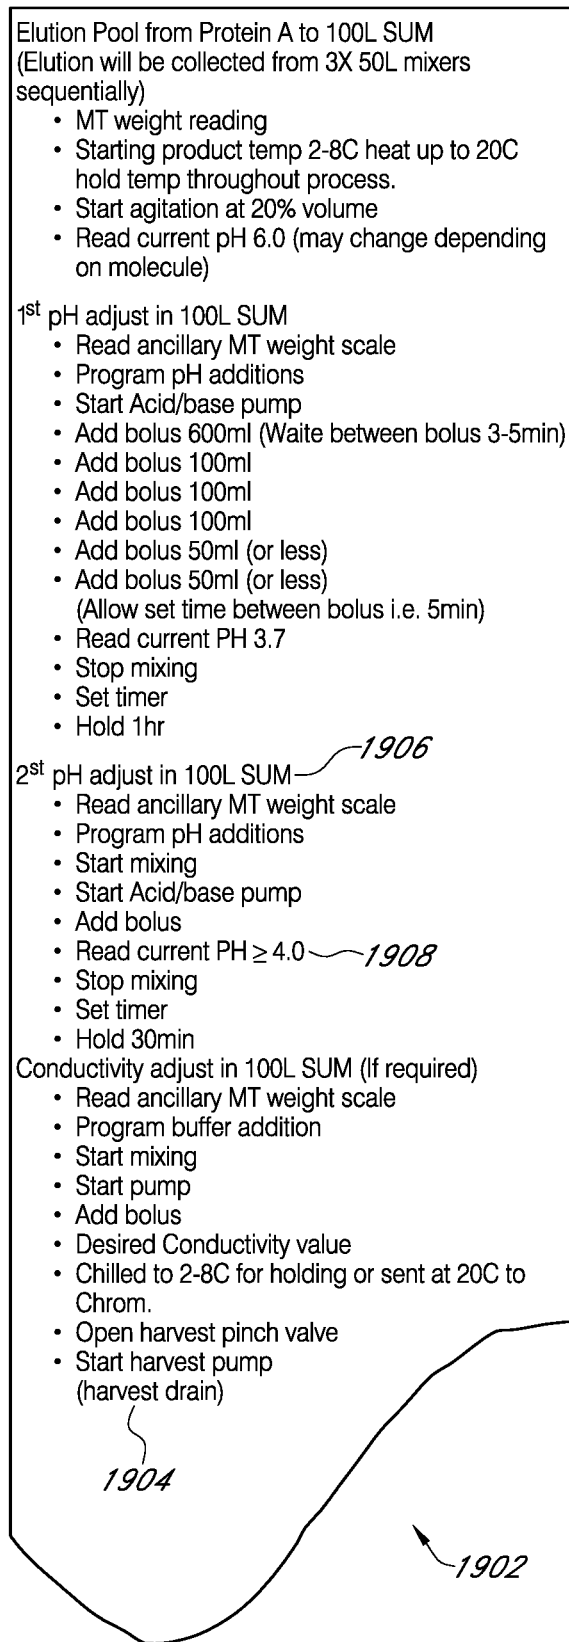 Elution Pool from Protein A to 100L SUM
(Elution will be collected from 3X 50L mixers
sequentially)
• MT weight reading
• Starting product temp 2-8C heat up to 20C
hold temp throughout process.
• Start agitation at 20% volume
• Read current pH 6.0 (may change depending
on molecule)
1st pH adjust in 100L SUM
• Read ancillary MT weight scale
• Program pH additions
• Start Acid/base pump
• Add bolus 600ml (Waite between bolus 3-5min)
• Add bolus 100ml
• Add bolus 100ml
• Add bolus 100ml
• Add bolus 50ml (or less)
• Add bolus 50ml (or less)
(Allow set time between bolus i.e. 5min)
• Read current PH 3.7
• Stop mixing
• Set timer
• Hold 1hr
1906
2st pH adjust in 100L SUM
• Read ancillary MT weight scale
• Program pH additions
• Start mixing
• Start Acid/base pump
• Add bolus
• Read current PH ≥ 4.0 1908
• Stop mixing
• Set timer
• Hold 30min
Conductivity adjust in 100L SUM (If required)
• Read ancillary MT weight scale
• Program buffer addition
• Start mixing
• Start pump
• Add bolus
• Desired Conductivity value
• Chilled to 2-8C for holding or sent at 20C to
Chrom.
• Open harvest pinch valve
• Start harvest pump
(harvest drain)
1904
1902